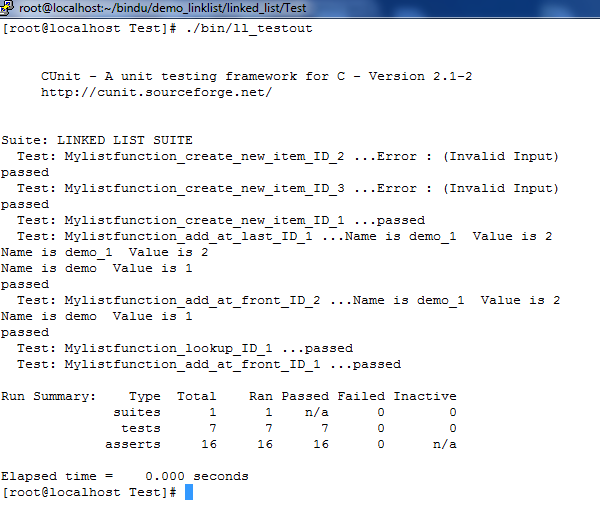 root@localhost:~/bindu/demo_linklist/linked_list/Test
[root@localhost Test]# ./bin/ll_testout
CUnit - A unit testing framework for C - Version 2.1-2
http://cunit.sourceforge.net/
Suite: LINKED LIST SUITE
Test: Mylistfunction_create_new_item_ID_2 ...Error : (Invalid Input)
passed
Test: Mylistfunction_create_new_item_ID_3 ...Error : (Invalid Input)
passed
Test: Mylistfunction_create_new_item_ID_1 ...passed
Test: Mylistfunction_add_at_last_ID_1 ...Name is demo_1  Value is 2
Name is demo_1  Value is 2
Name is demo  Value is 1
passed
Test: Mylistfunction_add_at_front_ID_2 ...Name is demo_1  Value is 2
Name is demo  Value is 1
passed
Test: Mylistfunction_lookup_ID_1 ...passed
Test: Mylistfunction_add_at_front_ID_1 ...passed
Run Summary:    Type  Total    Ran Passed Failed Inactive
suites      1      1    n/a      0        0
tests      7      7      7      0        0
asserts     16     16     16      0      n/a
Elapsed time =    0.000 seconds
[root@localhost Test]#